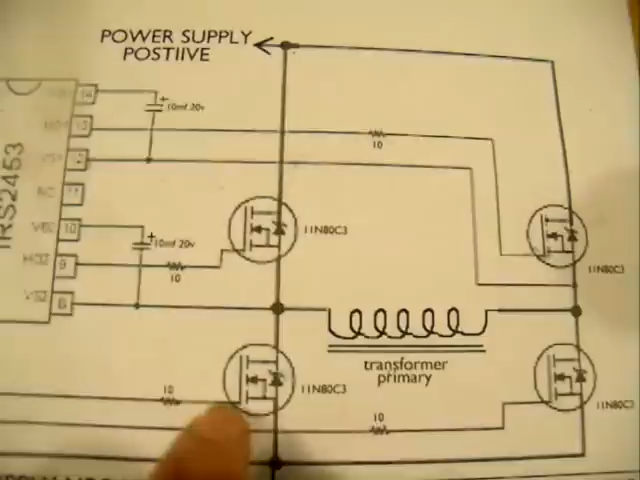 POWER SUPPLY
POSTIIVE
14
10mf 20v
13
10
12
IRS2453
NC
11
11N80C3
10
10mf 20v
9
10
11N80C3
8
transformer
primary
10
11N80C3
11N80C3
10